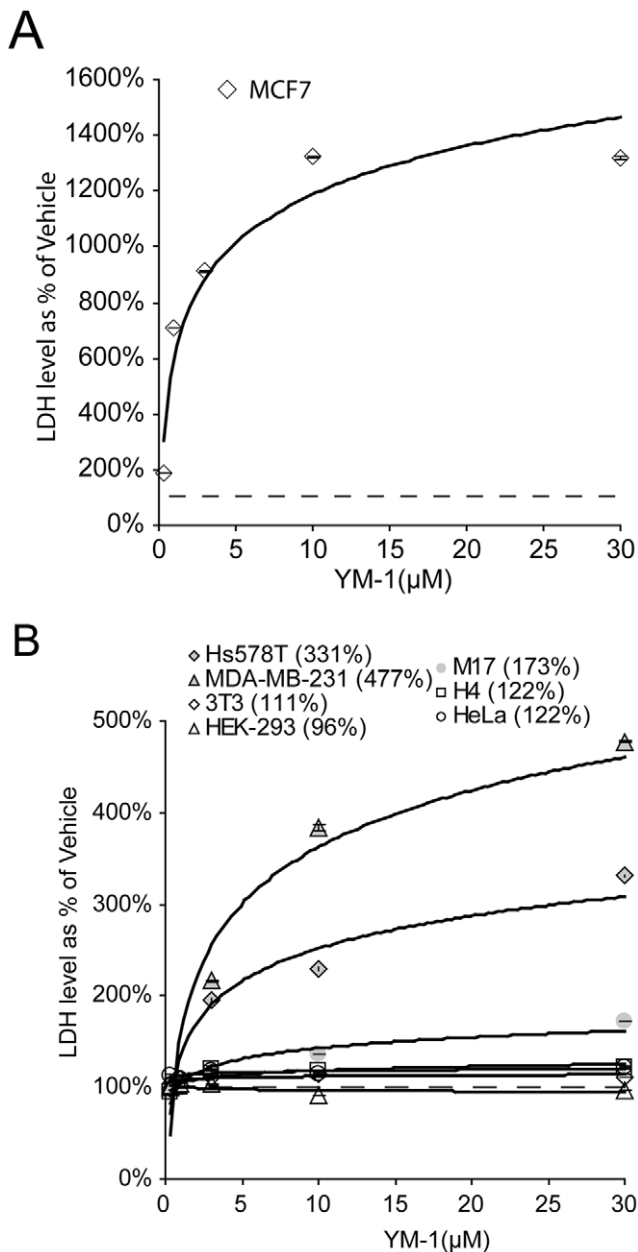 A
1600%
MCF7
1400%
1200%
1000%
800%
600%
400%
200%
0%
LDH level as % of Vehicle
0 5 10 15 20 25 30
YM-1(µM)
B
Hs578T (331%)
MDA-MB-231 (477%)
3T3 (111%)
HEK-293 (96%)
M17 (173%)
H4 (122%)
HeLa (122%)
500%
400%
300%
200%
100%
0%
LDH level as % of Vehicle
0 5 10 15 20 25 30
YM-1(µM)